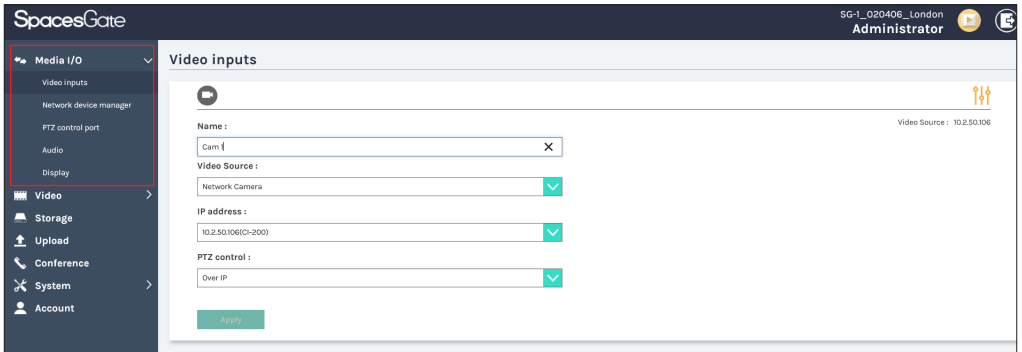 SpacesGate
SG-1_020406_London
Administrator
Media I/O
Video inputs
Network device manager
PTZ control port
Audio
Display
Video
Storage
Upload
Conference
System
Account
Video inputs
Video Source : 10.2.50.106
Name :
Cam 1
Video Source :
Network Camera
IP address :
10.2.50.106(CI-200)
PTZ control :
Over IP
Apply